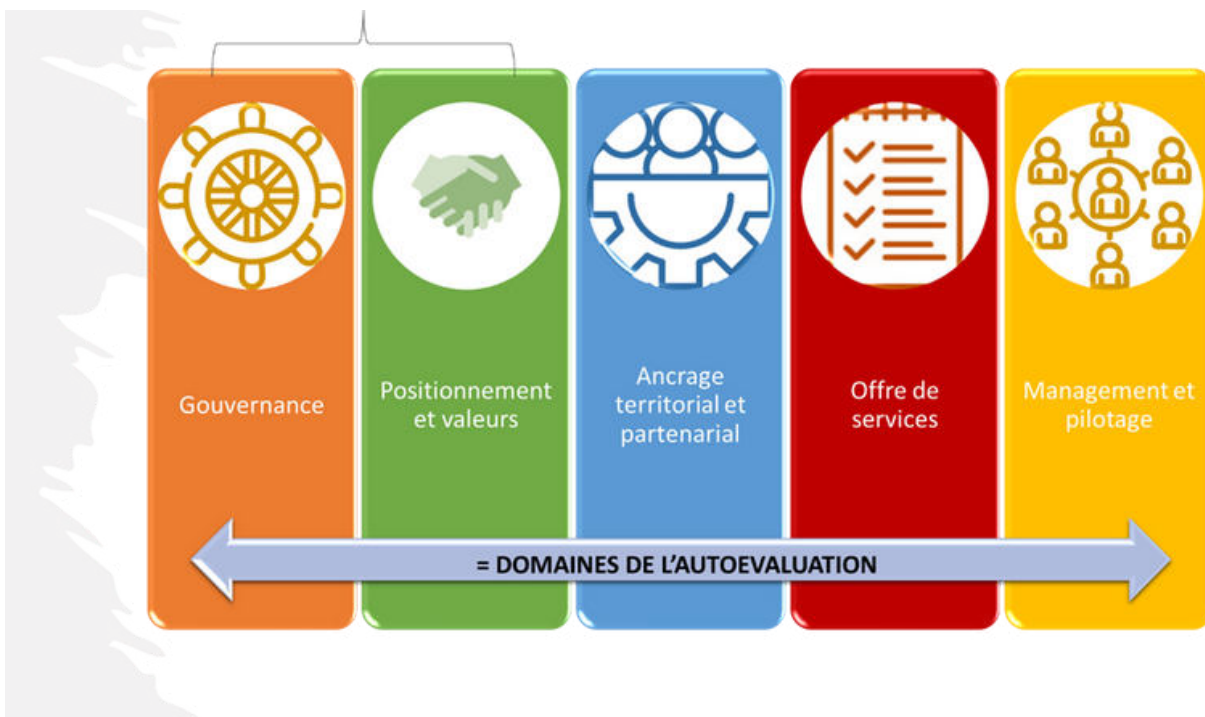 Gouvernance
Positionnement
et valeurs
Ancrage
territorial et
partenarial
Offre de
services
Management et
pilotage
= DOMAINES DE L'AUTOEVALUATION